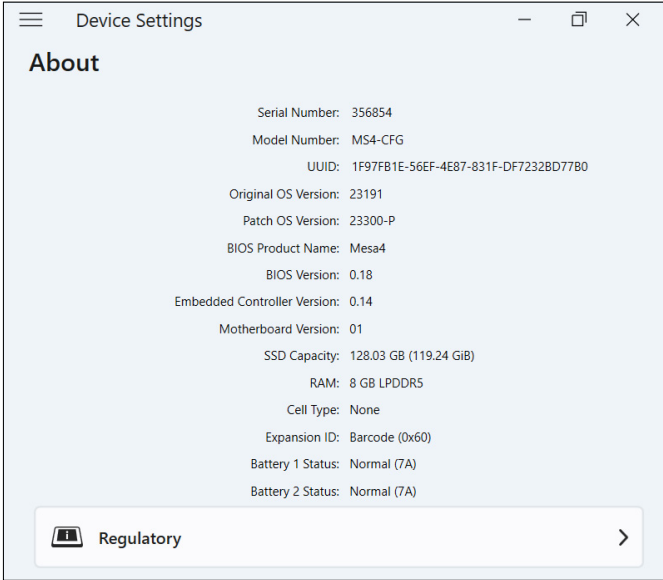 Device Settings
About
Serial Number: 356854
Model Number: MS4-CFG
UUID: 1F97FB1E-56EF-4E87-831F-DF7232BD77B0
Original OS Version: 23191
Patch OS Version: 23300-P
BIOS Product Name: Mesa4
BIOS Version: 0.18
Embedded Controller Version: 0.14
Motherboard Version: 01
SSD Capacity: 128.03 GB (119.24 GiB)
RAM: 8 GB LPDDR5
Cell Type: None
Expansion ID: Barcode (0x60)
Battery 1 Status: Normal (7A)
Battery 2 Status: Normal (7A)
Regulatory